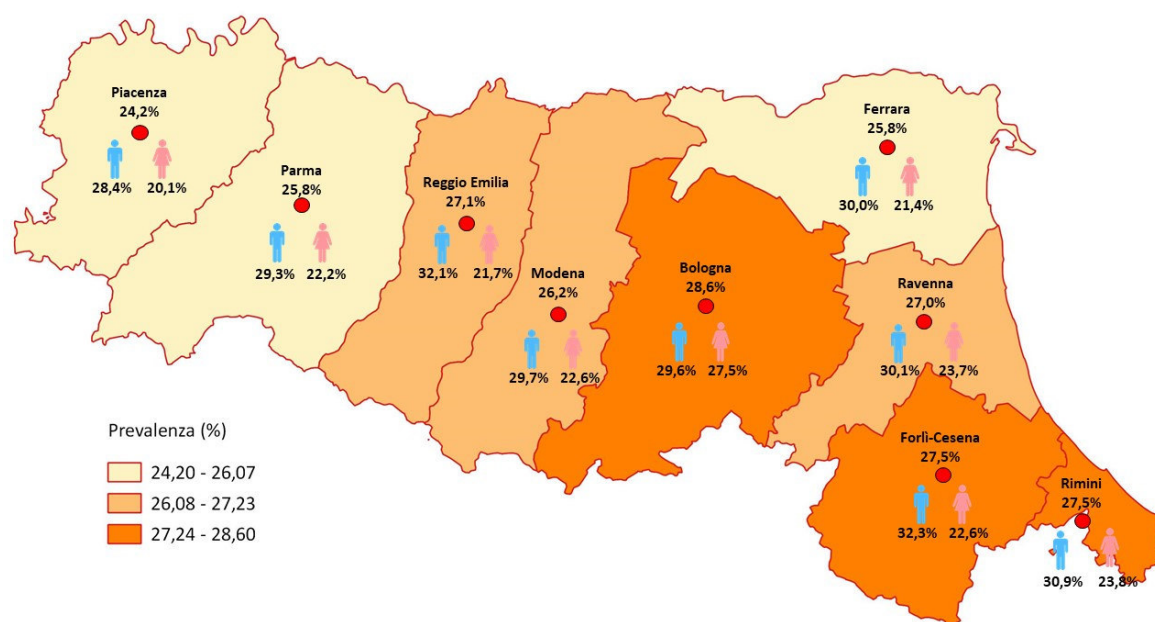 Piacenza
24,2%
28,4% 20,1%
Parma
25,8%
29,3% 22,2%
Reggio Emilia
27,1%
32,1% 21,7%
Modena
26,2%
29,7% 22,6%
Bologna
28,6%
29,6% 27,5%
Ferrara
25,8%
30,0% 21,4%
Ravenna
27,0%
30,1% 23,7%
Forlì-Cesena
27,5%
32,3% 22,6%
Rimini
27,5%
30,9% 23,8%
Prevalenza (%)
24,20 - 26,07
26,08 - 27,23
27,24 - 28,60